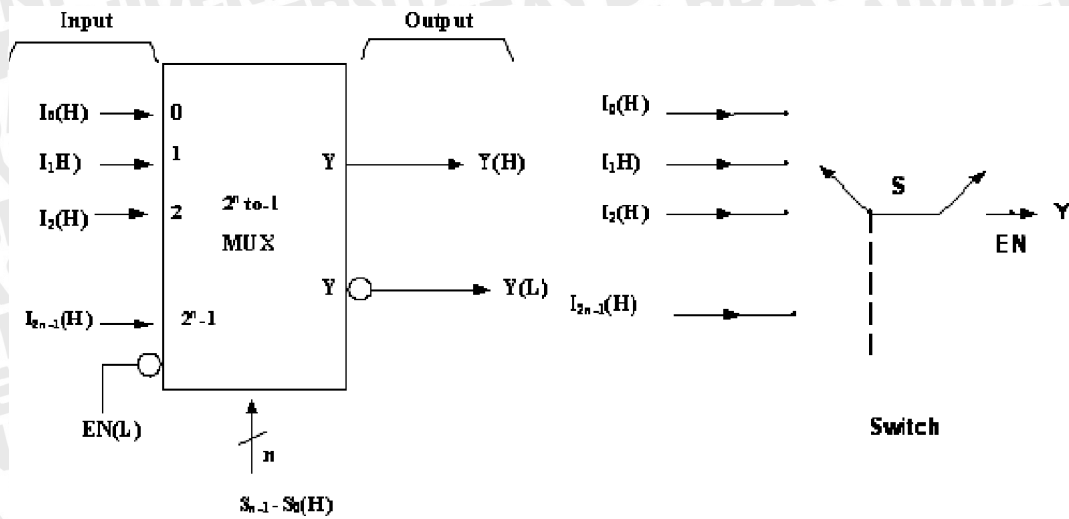 Input
Output
I₀(H)
0
I₁H)
1
I₂(H)
2
2ⁿ to-1
MUX
Y
Y(H)
Y
Y(L)
I₂ₙ₋₁(H)
2ⁿ-1
EN(L)
n
Sₙ₋₁ - S₀(H)
I₀(H)
I₁H)
I₂(H)
I₂ₙ₋₁(H)
S
EN
Y
Switch